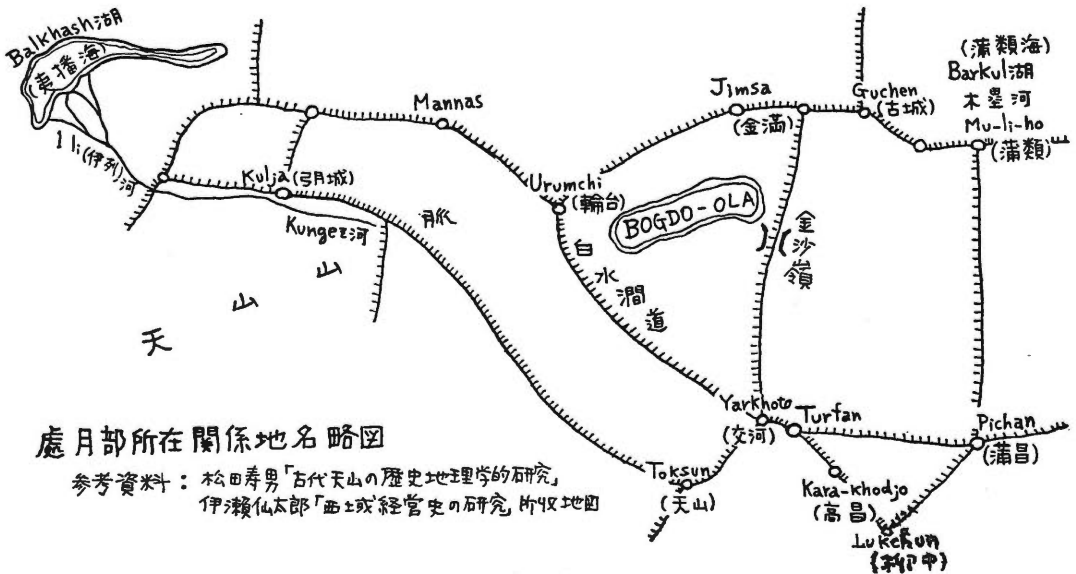 Balkhash湖
(夷播海)
Ili(伊列)河
Kulja(弓月城)
Kungez河
天山山脈
Mannas
Urumchi
(輪台)
白水澗道
BOGDO-OLA
Jimsa
(金満)
金沙嶺
Guchen
(古城)
(蒲類海)
Barkul湖
木塁河
Mu-li-ho
(蒲類)
Yarkhoto
(交河)
Turfan
Pichan
(蒲昌)
Toksun
(天山)
Kara-khodjo
(高昌)
(柳中)
處月部所在関係地名略図
参考資料：松田寿男「古代天山の歴史地理学的研究」
伊瀬仙太郎「西域経営史の研究」所収地図